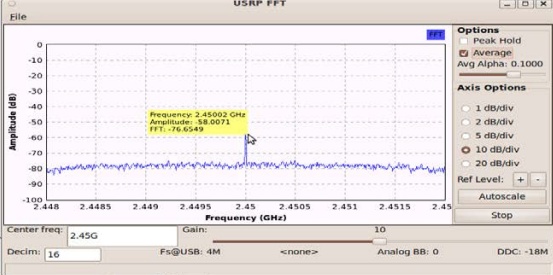 USRP FFT
File
FFT
Options
Peak Hold
Average
Avg Alpha: 0.1000
Axis Options
1 dB/div
2 dB/div
5 dB/div
10 dB/div
20 dB/div
Ref Level: + -
Autoscale
Stop
Amplitude (dB)
0
-10
-20
-30
-40
-50
-60
-70
-80
-90
-100
Frequency: 2.45002 GHz
Amplitude: -58.0071
FFT: -76.6549
2.448 2.4485 2.449 2.4495 2.45 2.4505 2.451 2.4515 2.45
Frequency (GHz)
Center freq: 2.45G Gain: 10
Decim: 16 Fs@USB: 4M <none> Analog BB: 0 DDC: -18M